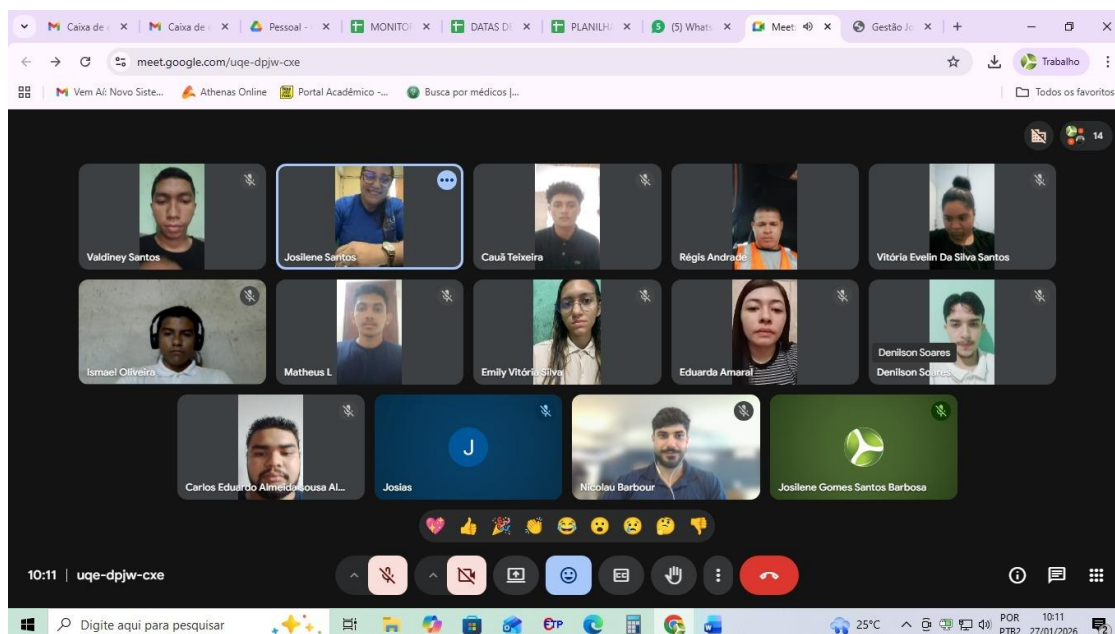 Caixa de
Caixa de
Pessoal -
MONITO
DATAS DE
PLANILH
(5) Whats
Meet:
Gestão Jo
meet.google.com/uqe-dpjw-cxe
Trabalho
Vem Aí: Novo Siste...
Athenas Online
Portal Acadêmico -...
Busca por médicos |...
Todos os favoritos
14
Valdiney Santos
Josilene Santos
Cauã Teixeira
Régis Andrade
Vitória Evelin Da Silva Santos
Ismael Oliveira
Matheus L
Emily Vitória Silva
Eduarda Amaral
Denilson Soares
Denilson Soares
Carlos Eduardo Almeida sousa Al...
J
Josias
Nicolau Barbour
Josilene Gomes Santos Barbosa
10:11 | uqe-dpjw-cxe
Digite aqui para pesquisar
25°C
POR
PTB2
10:11
27/01/2026